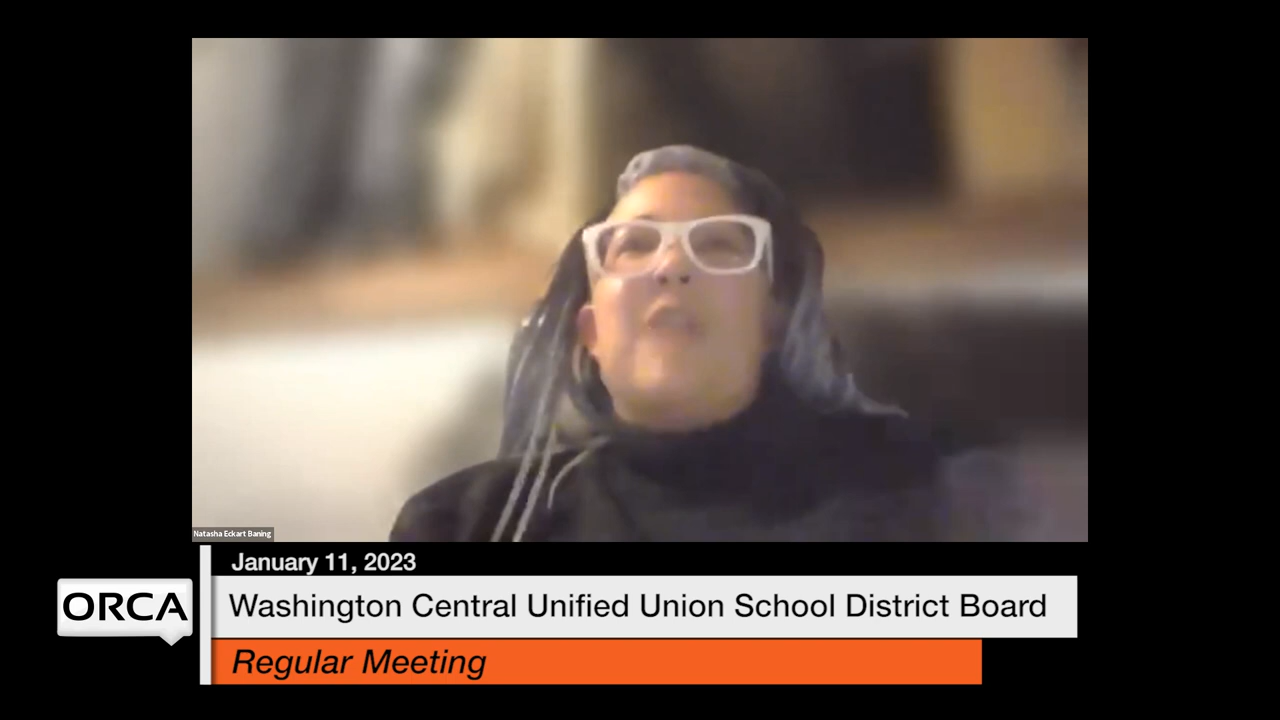 Natasha Eckart Baning
January 11, 2023
ORCA
Washington Central Unified Union School District Board
Regular Meeting